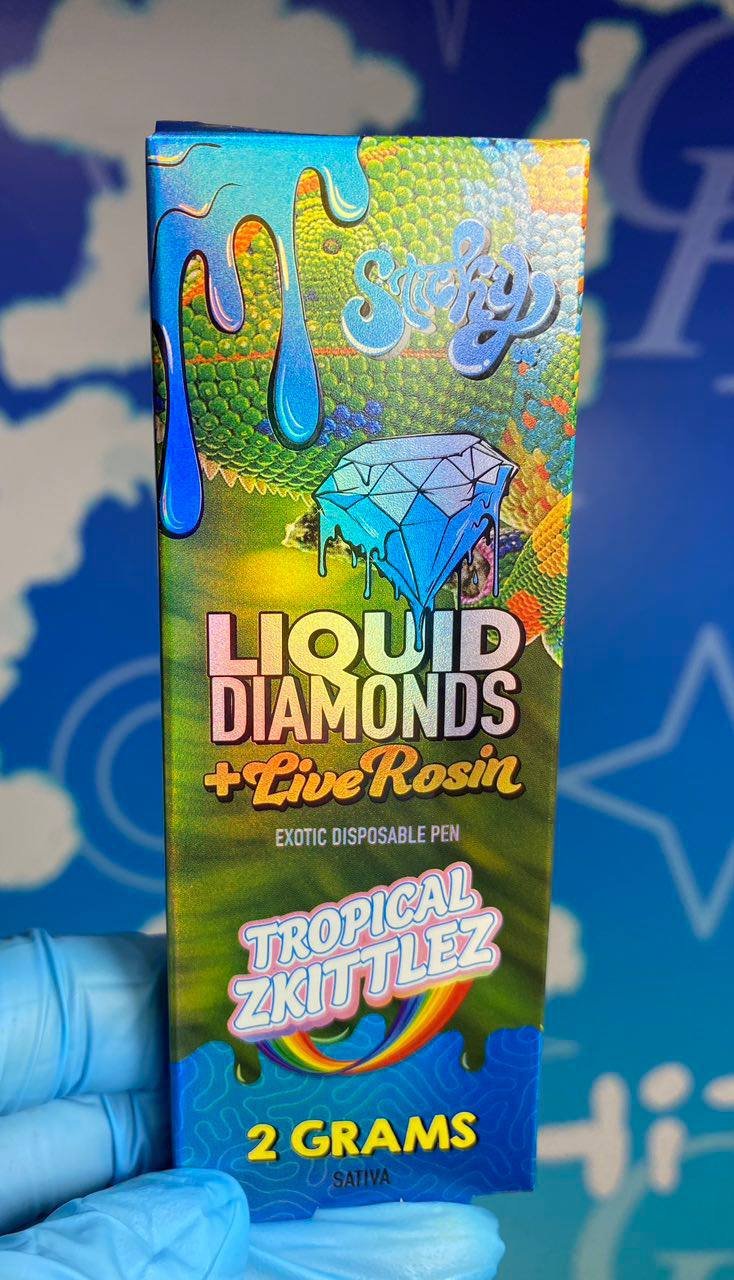 Sticky
LIQUID
DIAMONDS
+Live Rosin
EXOTIC DISPOSABLE PEN
TROPICAL
ZKITTLEZ
2 GRAMS
SATIVA